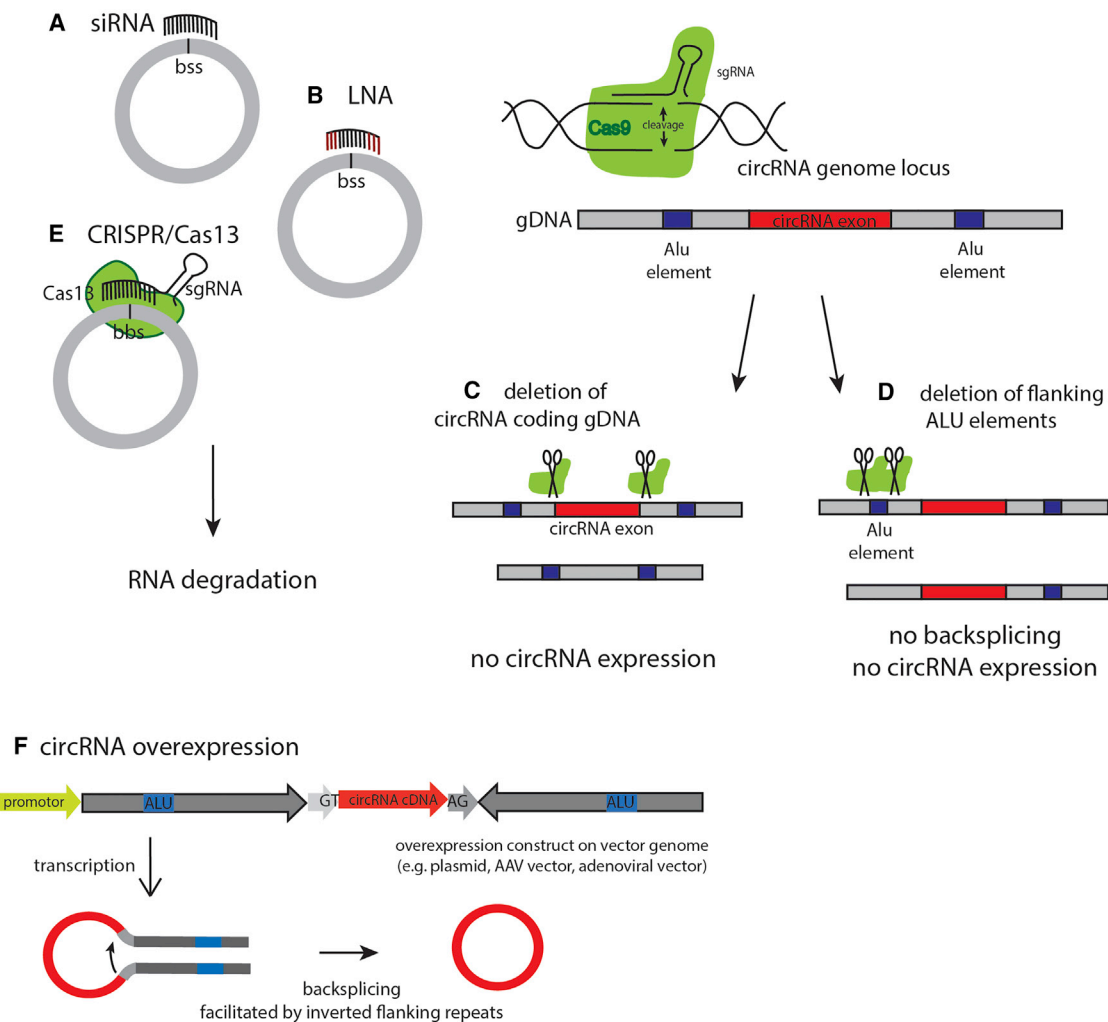 A siRNA
bss
B LNA
bss
E CRISPR/Cas13
Cas13
sgRNA
bbs
RNA degradation
sgRNA
Cas9
cleavage
circRNA genome locus
gDNA
circRNA exon
Alu
element
Alu
element
C deletion of
circRNA coding gDNA
circRNA exon
no circRNA expression
D deletion of flanking
ALU elements
Alu
element
no backsplicing
no circRNA expression
F circRNA overexpression
promotor
ALU
GT
circRNA cDNA
AG
ALU
overexpression construct on vector genome
(e.g. plasmid, AAV vector, adenoviral vector)
transcription
backsplicing
facilitated by inverted flanking repeats